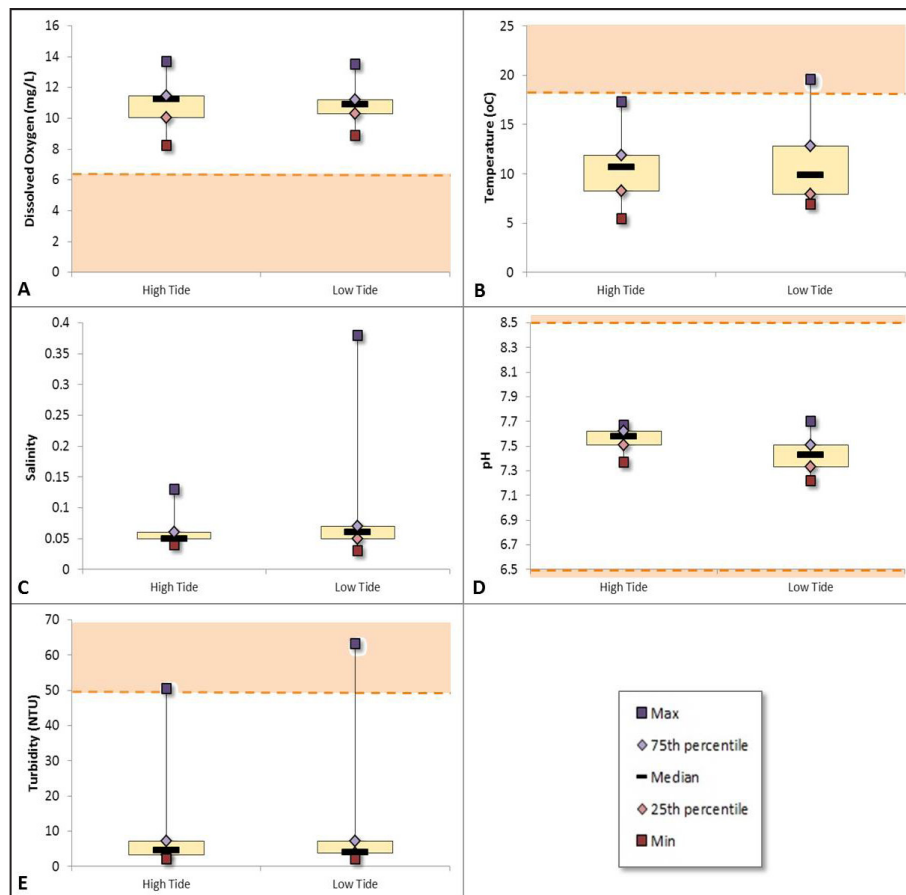 16
14
12
10
8
6
4
2
0
Dissolved Oxygen (mg/L)
High Tide
Low Tide
A
25
20
15
10
5
0
Temperature (oC)
High Tide
Low Tide
B
0.4
0.35
0.3
0.25
0.2
0.15
0.1
0.05
0
Salinity
High Tide
Low Tide
C
8.5
8.3
8.1
7.9
7.7
7.5
7.3
7.1
6.9
6.7
6.5
pH
High Tide
Low Tide
D
70
60
50
40
30
20
10
0
Turbidity (NTU)
High Tide
Low Tide
E
Max
75th percentile
Median
25th percentile
Min